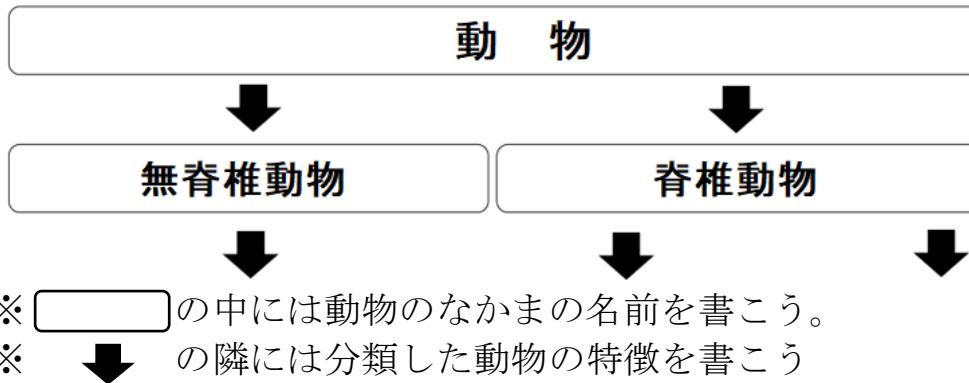 動　物
無脊椎動物 脊椎動物
※ の中には動物のなかまの名前を書こう。
※ の隣には分類した動物の特徴を書こう